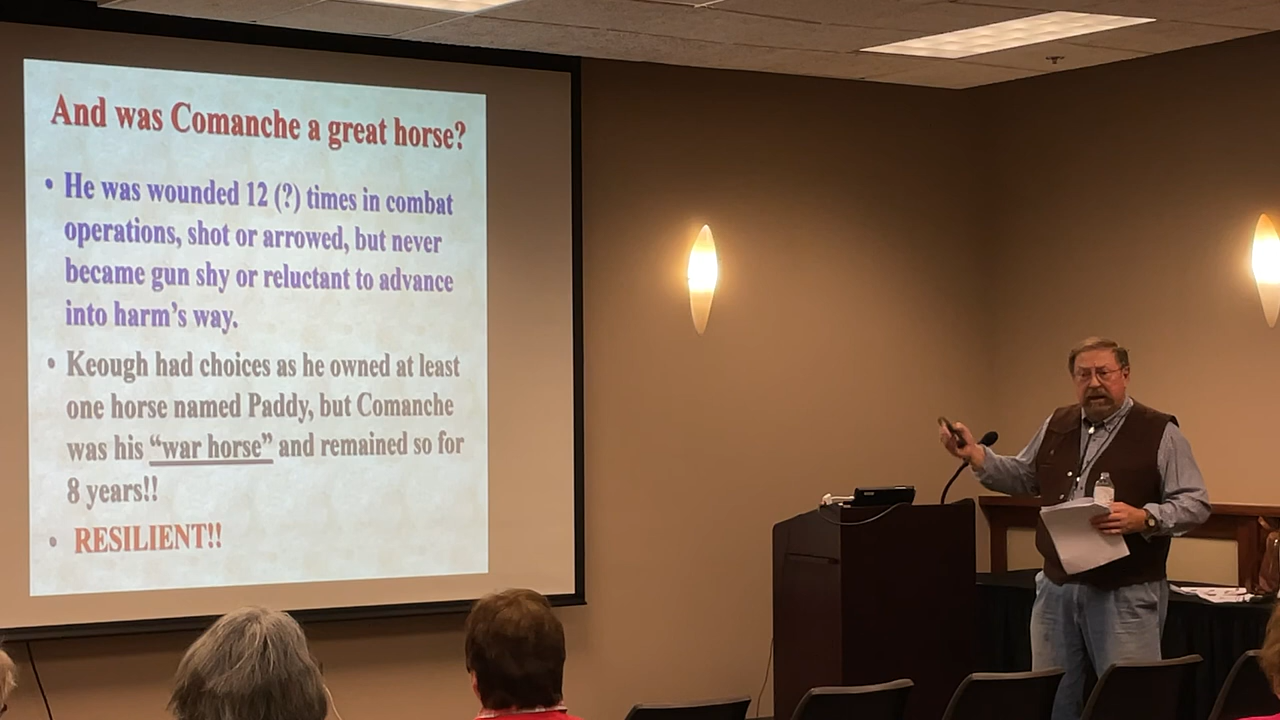 And was Comanche a great horse?
• He was wounded 12 (?) times in combat
operations, shot or arrowed, but never
became gun shy or reluctant to advance
into harm's way.
• Keough had choices as he owned at least
one horse named Paddy, but Comanche
was his “war horse” and remained so for
8 years!!
• RESILIENT!!